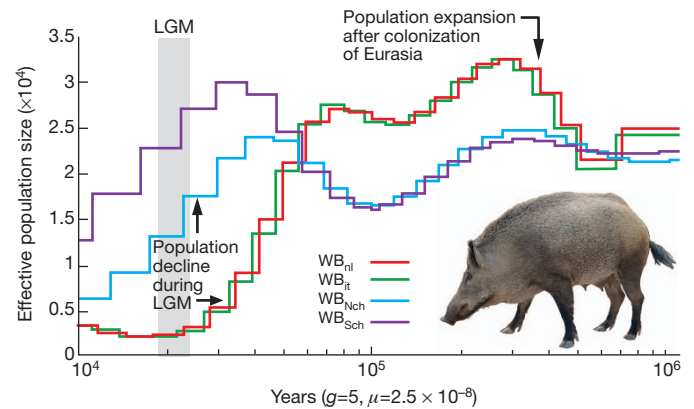 LGM
Population expansion
after colonization
of Eurasia
Effective population size (×10⁴)
3.5
3
2.5
2
1.5
1
0.5
0
Population
decline
during
LGM
WBnl
WBit
WBNch
WBSch
10⁴
10⁵
10⁶
Years (g=5, μ=2.5 × 10⁻⁸)